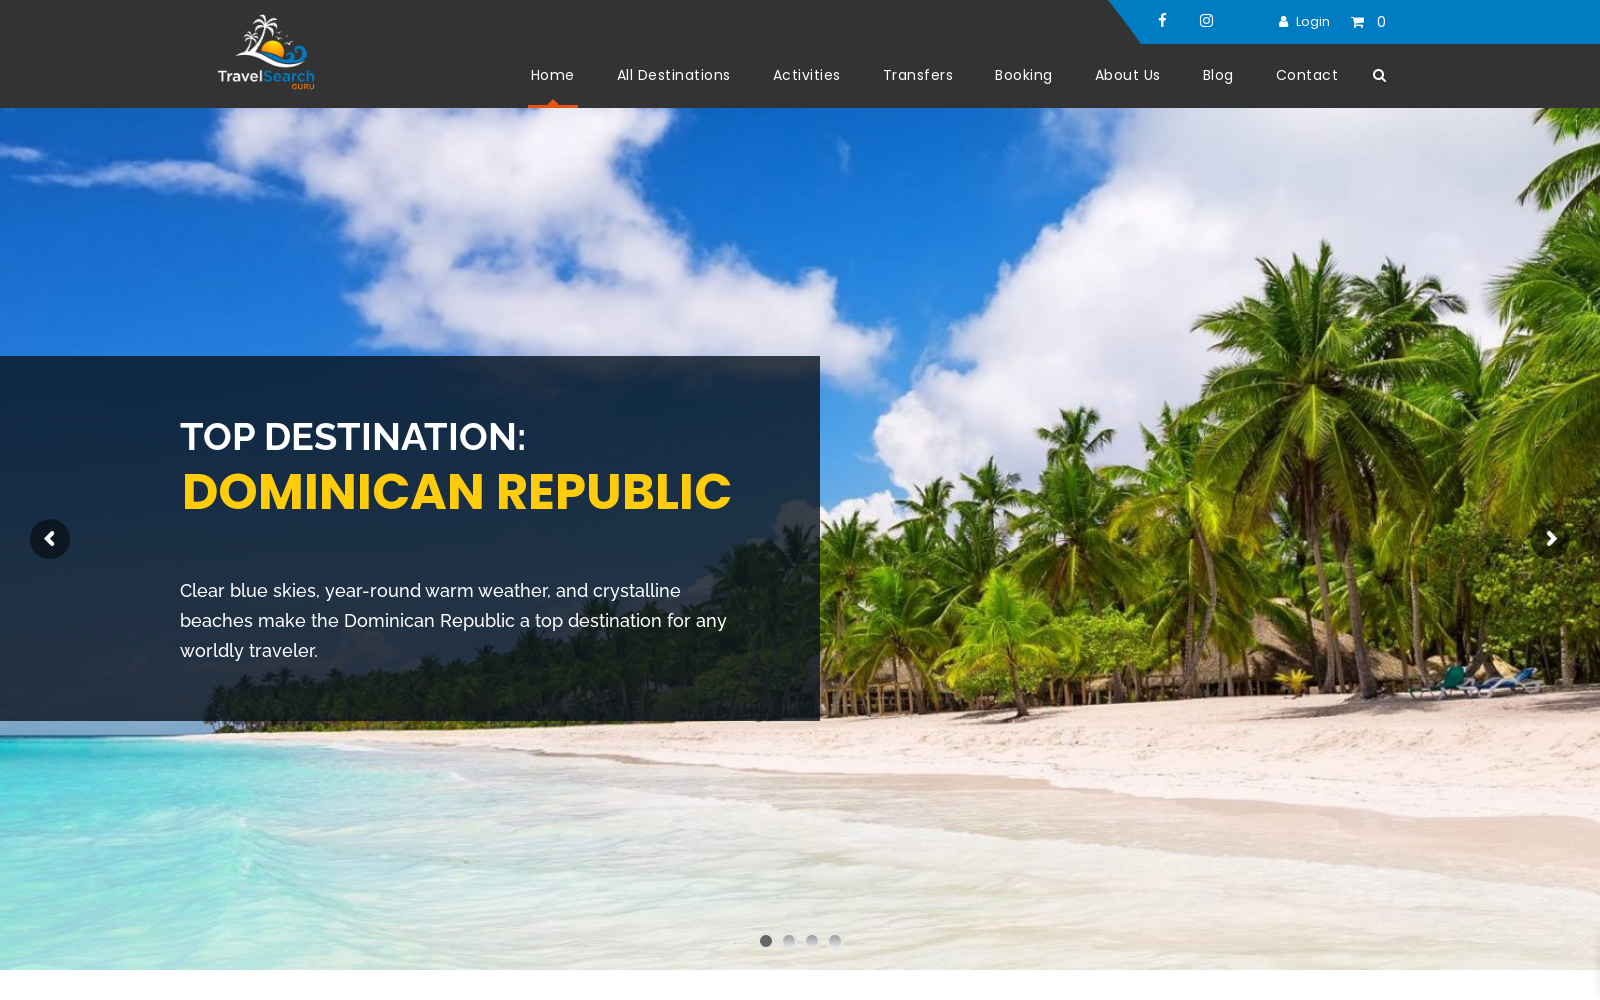 TravelSearch
GURU
Login
0
Home
All Destinations
Activities
Transfers
Booking
About Us
Blog
Contact
TOP DESTINATION:
DOMINICAN REPUBLIC
Clear blue skies, year-round warm weather, and crystalline
beaches make the Dominican Republic a top destination for any
worldly traveler.